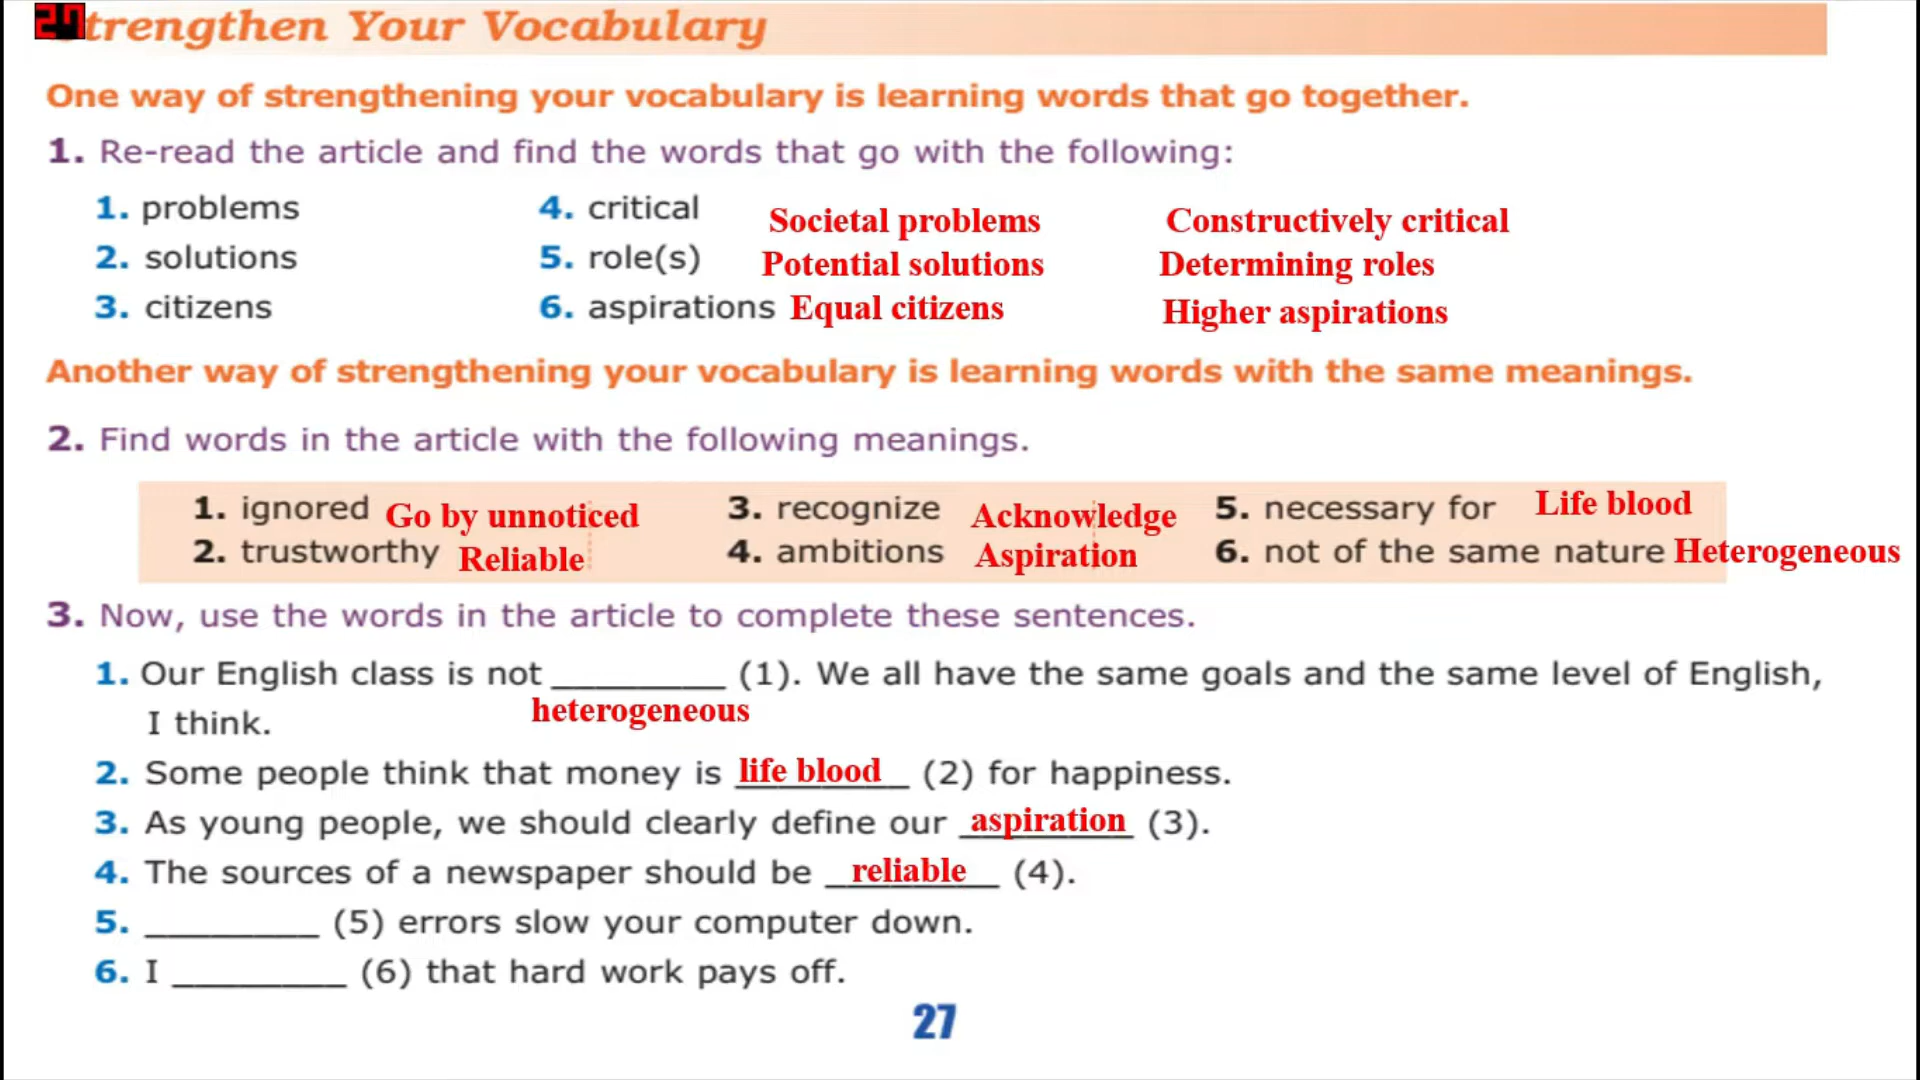 27trengthen Your Vocabulary
One way of strengthening your vocabulary is learning words that go together.
1. Re-read the article and find the words that go with the following:
1. problems 4. critical Societal problems Constructively critical
2. solutions 5. role(s) Potential solutions Determining roles
3. citizens 6. aspirations Equal citizens Higher aspirations
Another way of strengthening your vocabulary is learning words with the same meanings.
2. Find words in the article with the following meanings.
1. ignored Go by unnoticed 3. recognize Acknowledge 5. necessary for Life blood
2. trustworthy Reliable 4. ambitions Aspiration 6. not of the same nature Heterogeneous
3. Now, use the words in the article to complete these sentences.
1. Our English class is not __________ (1). We all have the same goals and the same level of English,
heterogeneous
I think.
2. Some people think that money is life blood (2) for happiness.
3. As young people, we should clearly define our aspiration (3).
4. The sources of a newspaper should be reliable (4).
5. __________ (5) errors slow your computer down.
6. I __________ (6) that hard work pays off.
27